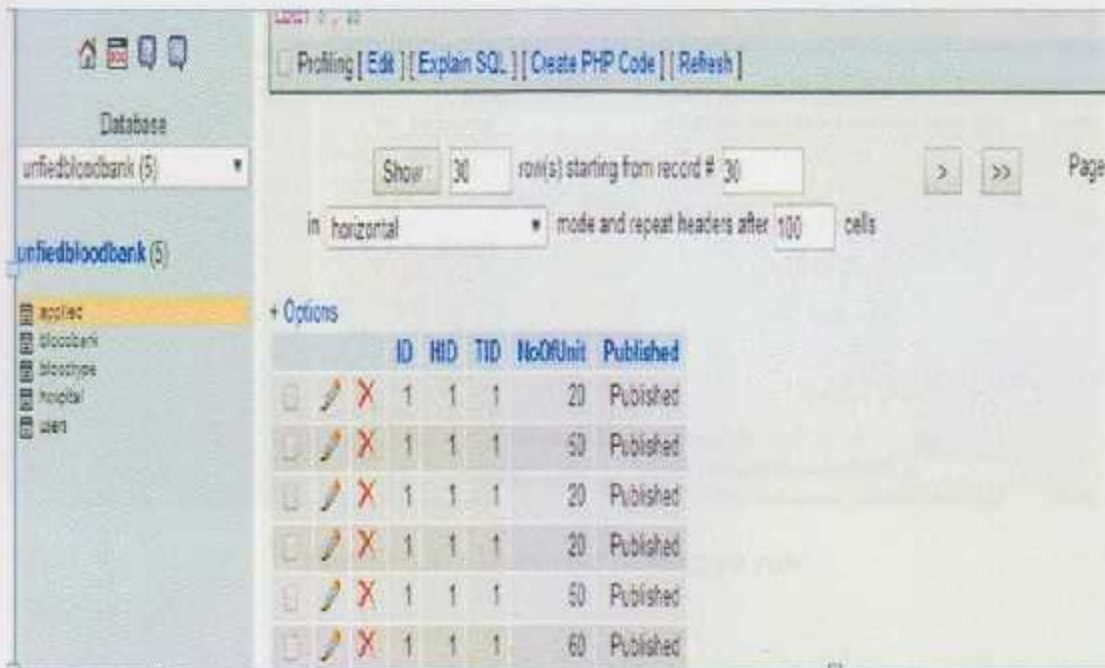 Profiling [ Edit ] [ Explain SQL ] [ Create PHP Code ] [ Refresh ]
Database
unfiedbloodbank (5)
Show : 30 row(s) starting from record # 30 > >> Page
in horizontal mode and repeat headers after 100 cells
unfiedbloodbank (5)
applied
bloodbank
bloodtype
hospital
users
+ Options
ID HID TID NoOfUnit Published
1 1 1 20 Published
1 1 1 50 Published
1 1 1 20 Published
1 1 1 20 Published
1 1 1 Published
1 1 1 60 Published